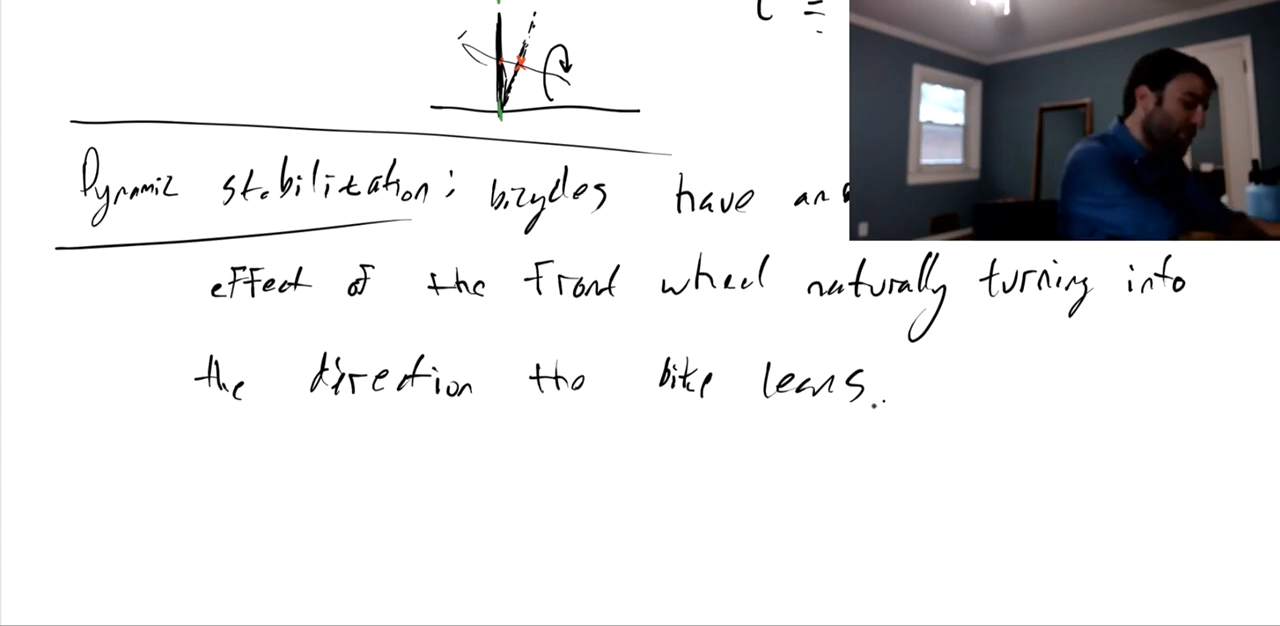 τ =
Dynamic stabilization: bicycles have an
effect of the front wheel naturally turning into
the direction the bike leans.